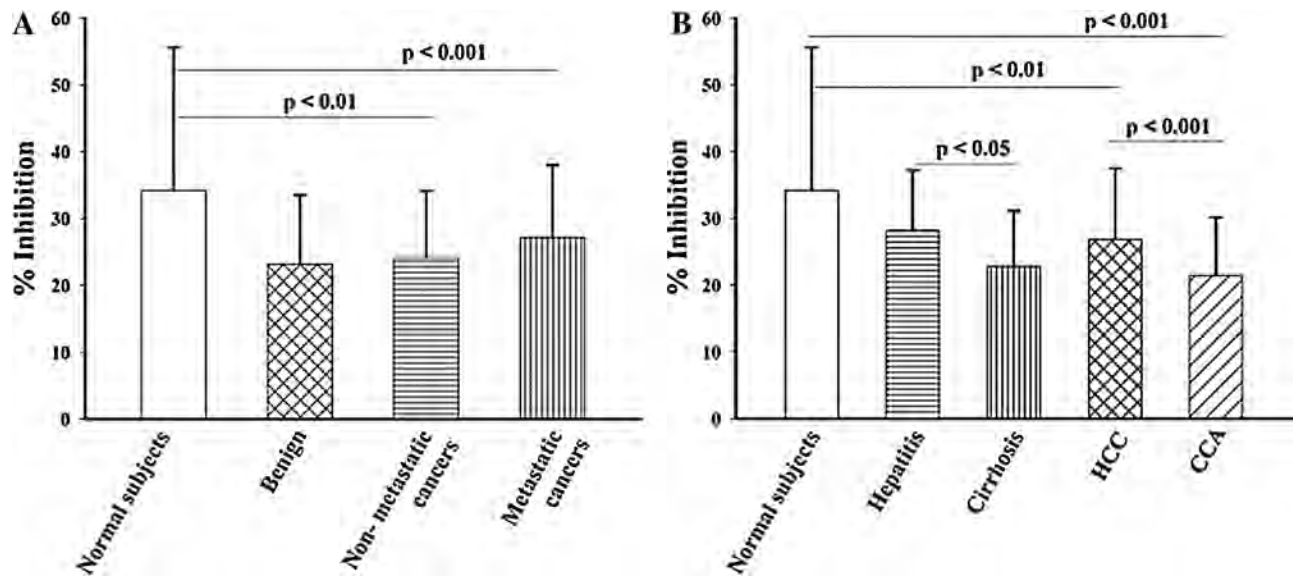 A
% Inhibition
60
50
40
30
20
10
0
p < 0.001
p < 0.01
Normal subjects
Benign
Non- metastatic
cancers
Metastatic
cancers
B
% Inhibition
60
50
40
30
20
10
0
p < 0.001
p < 0.01
p < 0.001
p < 0.05
Normal subjects
Hepatitis
Cirrhosis
HCC
CCA